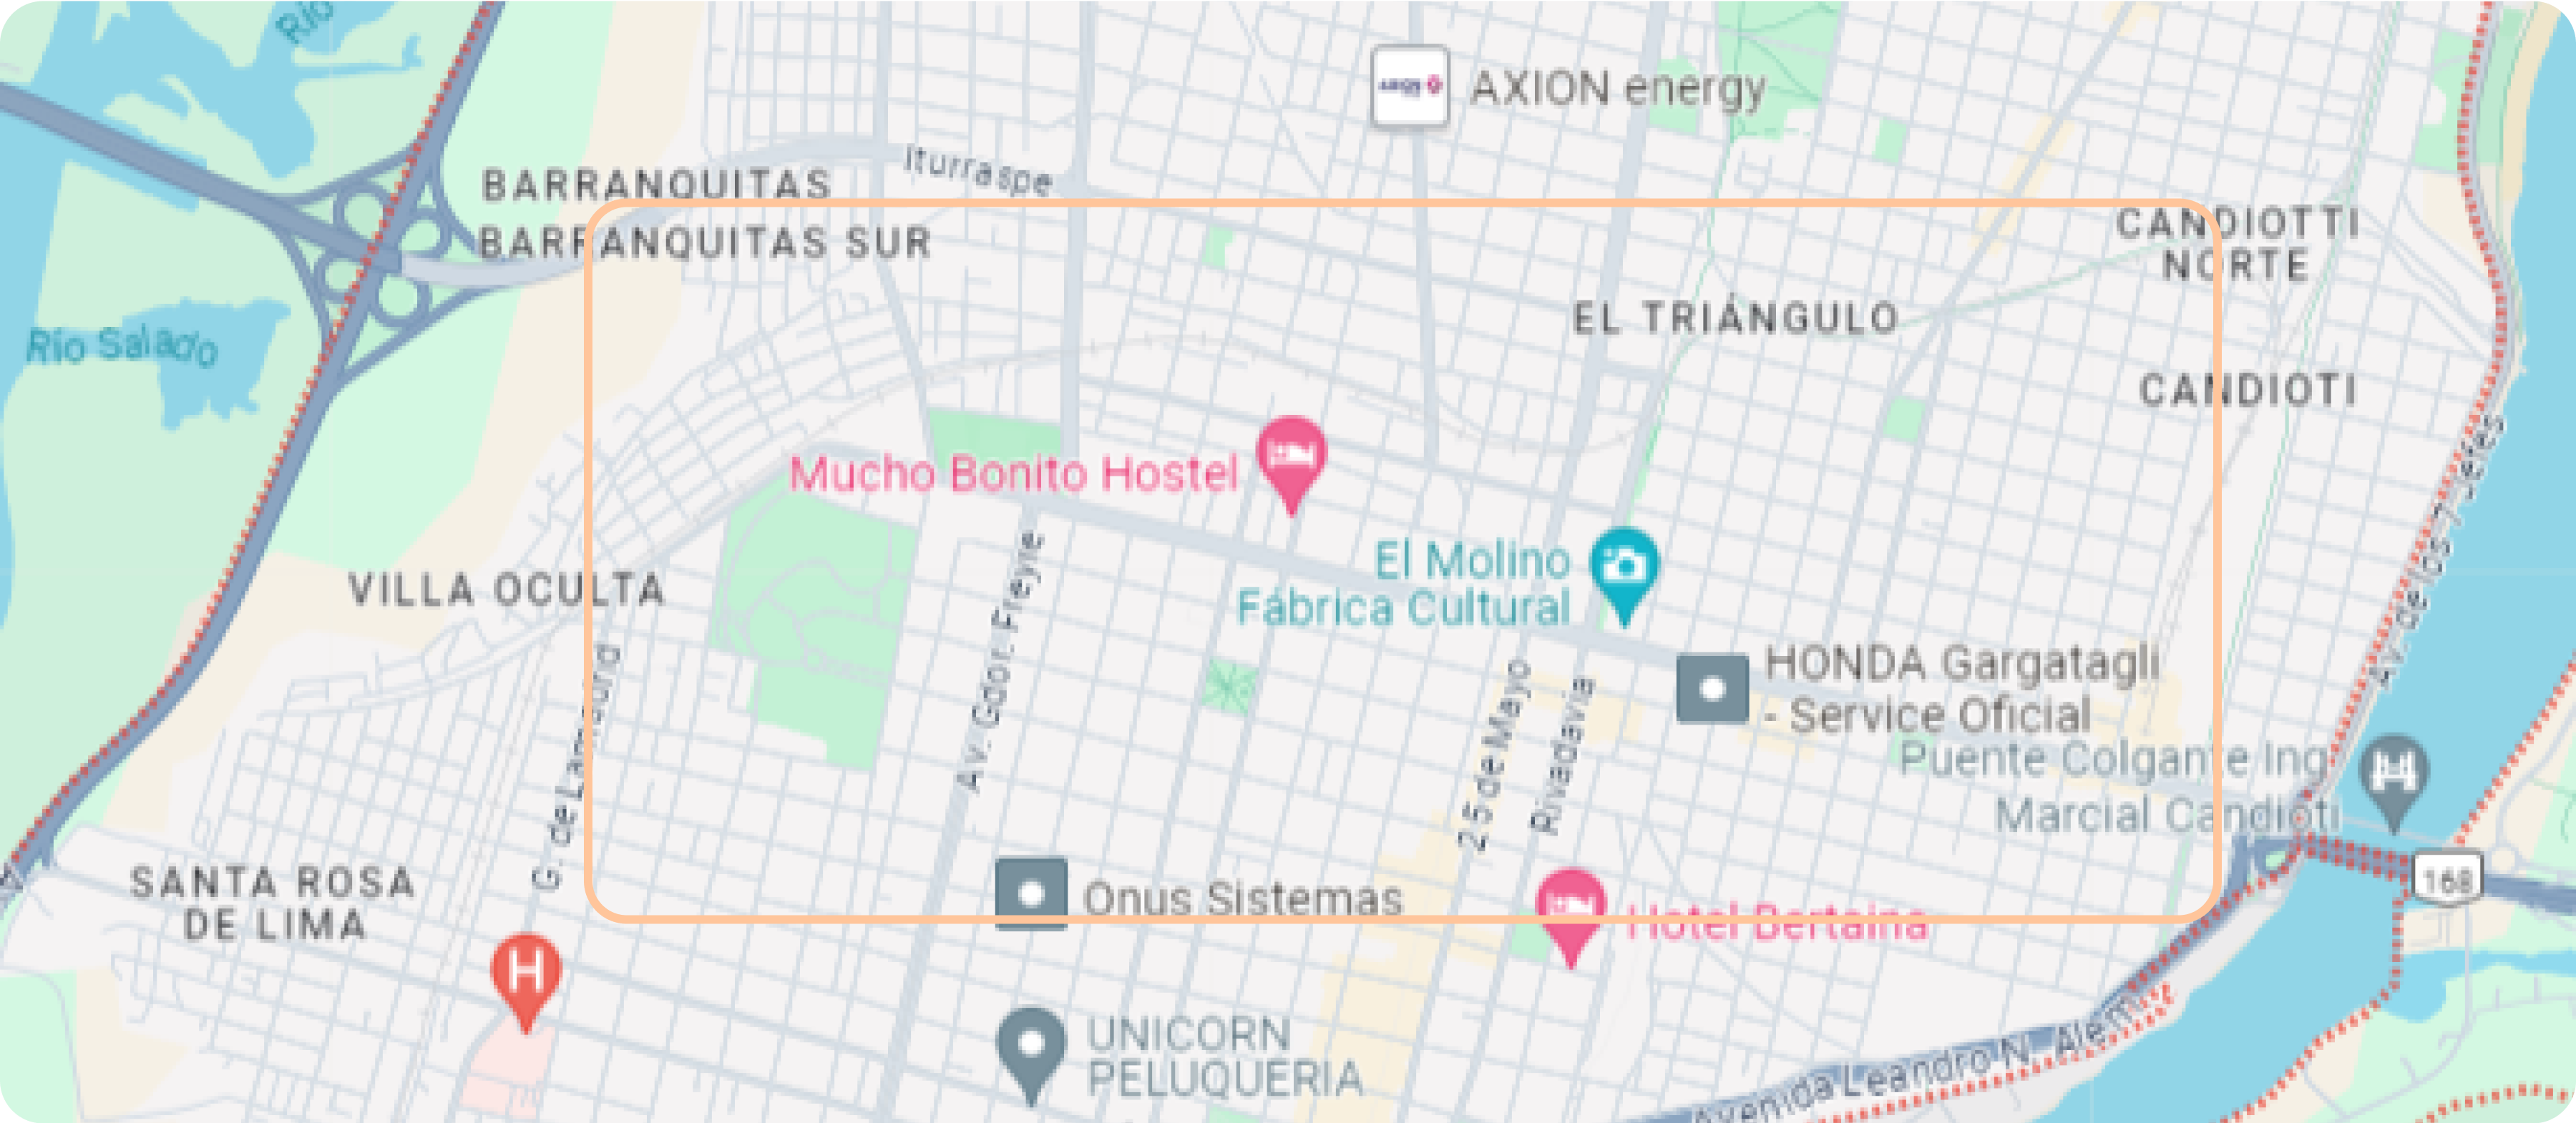 Río
AXION energy
BARRANQUITAS
Iturraspe
BARRANQUITAS SUR
CANDIOTTI
NORTE
EL TRIÁNGULO
Río Salado
CANDIOTI
Mucho Bonito Hostel
El Molino
Fábrica Cultural
VILLA OCULTA
Av. de los 7 Jefes
Av. Gdor. Freyre
G. de Lamadrid
25 de Mayo
Rivadavia
HONDA Gargatagli
- Service Oficial
Puente Colgante Ing.
Marcial Candioti
168
SANTA ROSA
DE LIMA
Onus Sistemas
Hotel Bertaina
H
UNICORN
PELUQUERIA
Avenida Leandro N. Alem